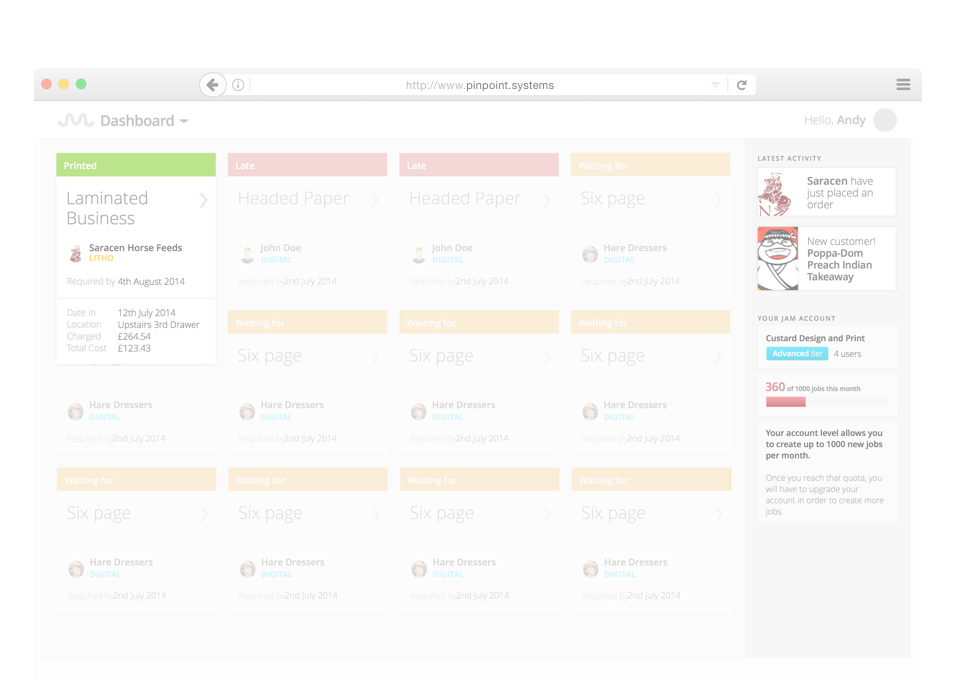 http://www.pinpoint.systems
Dashboard
Hello, Andy
Printed
Laminated
Business
Saracen Horse Feeds
LITHO
Required by 4th August 2014
Date In 12th July 2014
Location Upstairs 3rd Drawer
Charged £264.54
Total Cost £123.43
Late
Headed Paper
John Doe
DIGITAL
Required by 2nd July 2014
Late
Headed Paper
John Doe
DIGITAL
Required by 2nd July 2014
Waiting for
Six page
Hare Dressers
DIGITAL
Required by 2nd July 2014
Hare Dressers
DIGITAL
Required by 2nd July 2014
Waiting for
Six page
Hare Dressers
DIGITAL
Required by 2nd July 2014
Waiting for
Six page
Hare Dressers
DIGITAL
Required by 2nd July 2014
Waiting for
Six page
Hare Dressers
DIGITAL
Required by 2nd July 2014
Waiting for
Six page
Hare Dressers
DIGITAL
Required by 2nd July 2014
Waiting for
Six page
Hare Dressers
DIGITAL
Required by 2nd July 2014
Waiting for
Six page
Hare Dressers
DIGITAL
Required by 2nd July 2014
Waiting for
Six page
Hare Dressers
DIGITAL
Required by 2nd July 2014
LATEST ACTIVITY
N
Saracen have
just placed an
order
New customer!
Poppa-Dom
Preach Indian
Takeaway
YOUR JAM ACCOUNT
Custard Design and Print
Advanced tier 4 users
360 of 1000 jobs this month
Your account level allows you
to create up to 1000 new jobs
per month.
Once you reach that quota, you
will have to upgrade your
account in order to create more
jobs.